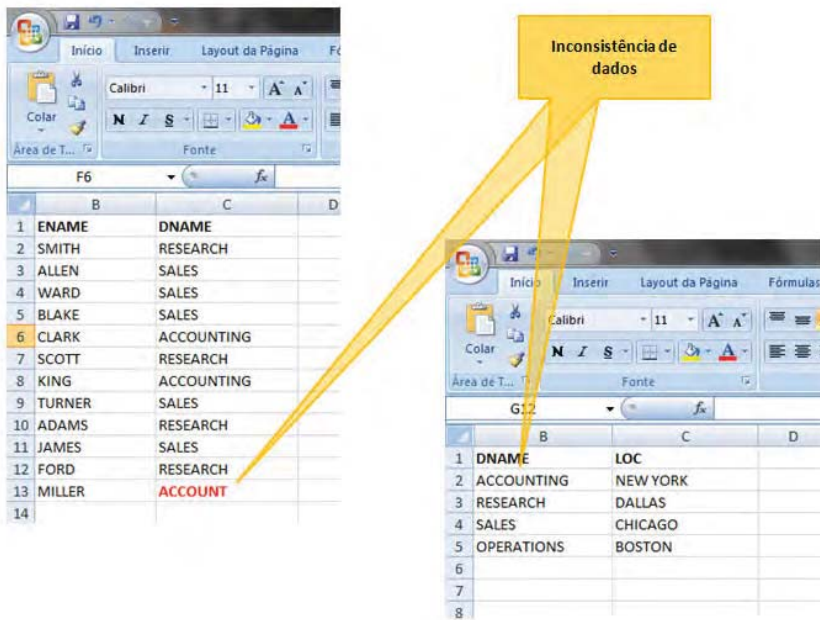 Início Inserir Layout da Página
Calibri 11 A A
Colar
N I S A
Área de T... Fonte
F6 fx
B C D
1 ENAME DNAME
2 SMITH RESEARCH
3 ALLEN SALES
4 WARD SALES
5 BLAKE SALES
6 CLARK ACCOUNTING
7 SCOTT RESEARCH
8 KING ACCOUNTING
9 TURNER SALES
10 ADAMS RESEARCH
11 JAMES SALES
12 FORD RESEARCH
13 MILLER ACCOUNT
14
Inconsistência de
dados
Início Inserir Layout da Página Fórmulas
Calibri 11 A A
Colar
N I S A
Área de T... Fonte
G12 fx
B C D
1 DNAME LOC
2 ACCOUNTING NEW YORK
3 RESEARCH DALLAS
4 SALES CHICAGO
5 OPERATIONS BOSTON
6
7
8